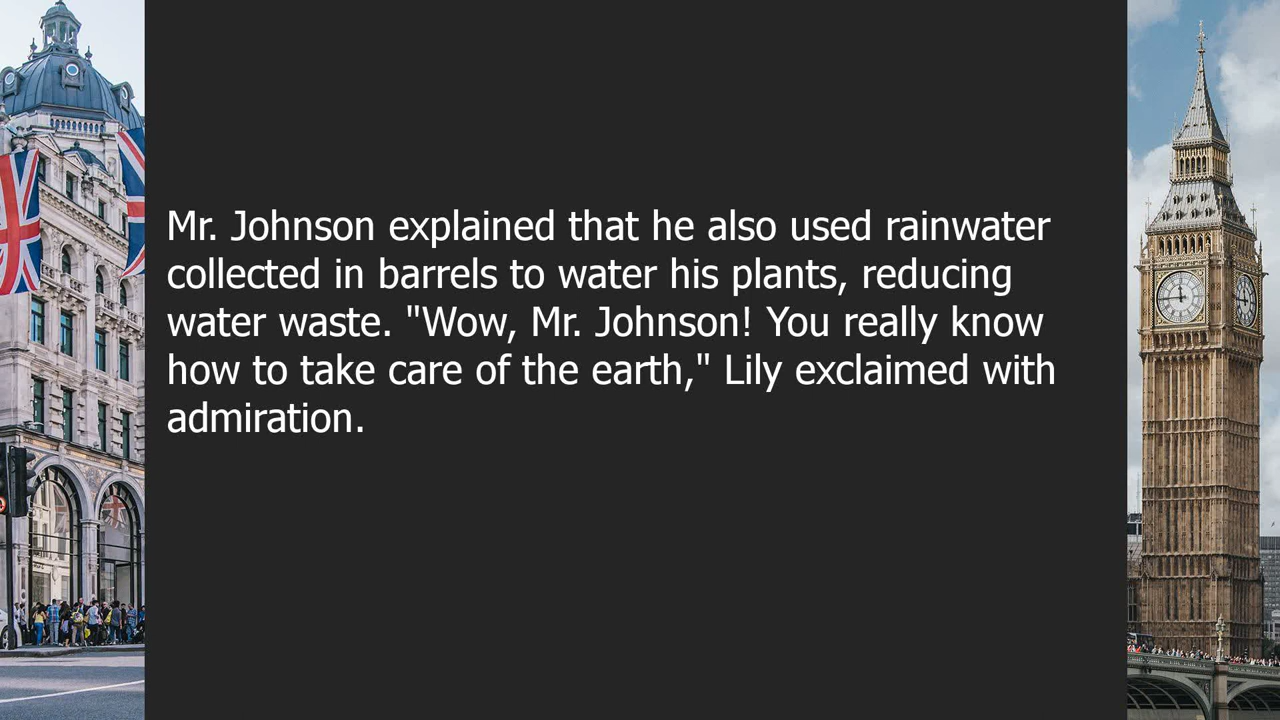 Mr. Johnson explained that he also used rainwater
collected in barrels to water his plants, reducing
water waste. "Wow, Mr. Johnson! You really know
how to take care of the earth," Lily exclaimed with
admiration.